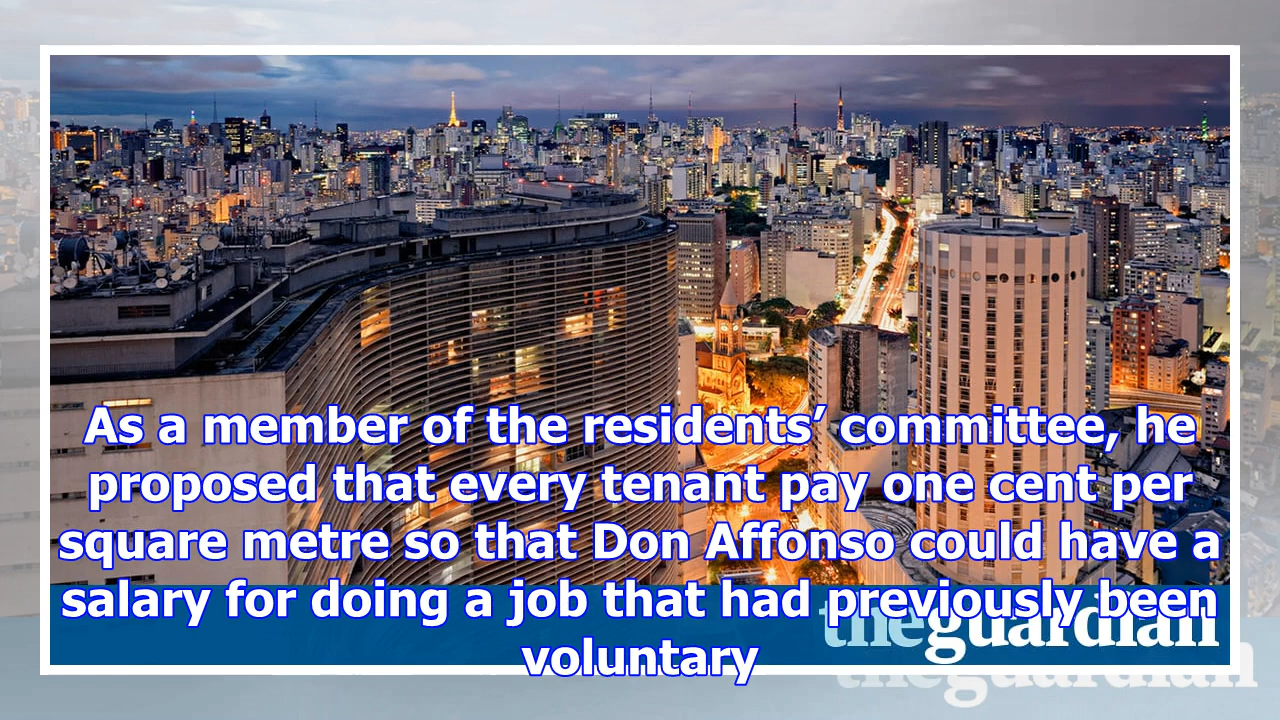 As a member of the residents’ committee, he
proposed that every tenant pay one cent per
square metre so that Don Affonso could have a
salary for doing a job that had previously been
voluntary
theguardian
theguardian